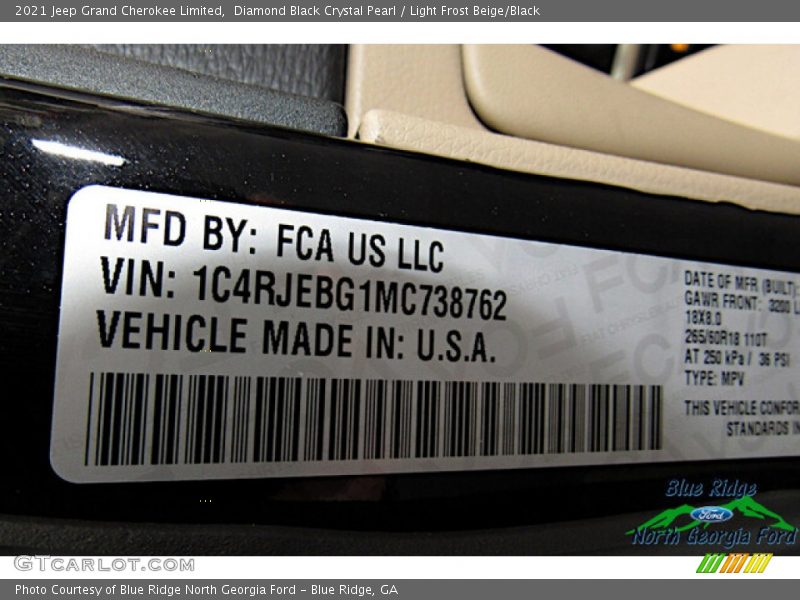 2021 Jeep Grand Cherokee Limited,  Diamond Black Crystal Pearl / Light Frost Beige/Black
MFD BY: FCA US LLC
VIN: 1C4RJEBG1MC738762
VEHICLE MADE IN: U.S.A.
DATE OF MFR (BUILT):
GAWR FRONT: 3200 L
18X8.0
265/60R18 110T
AT 250 kPa / 36 PSI
TYPE: MPV
THIS VEHICLE CONFOR
STANDARDS IN
Blue Ridge
Ford
North Georgia Ford
GTCARLOT.COM
Photo Courtesy of Blue Ridge North Georgia Ford – Blue Ridge, GA